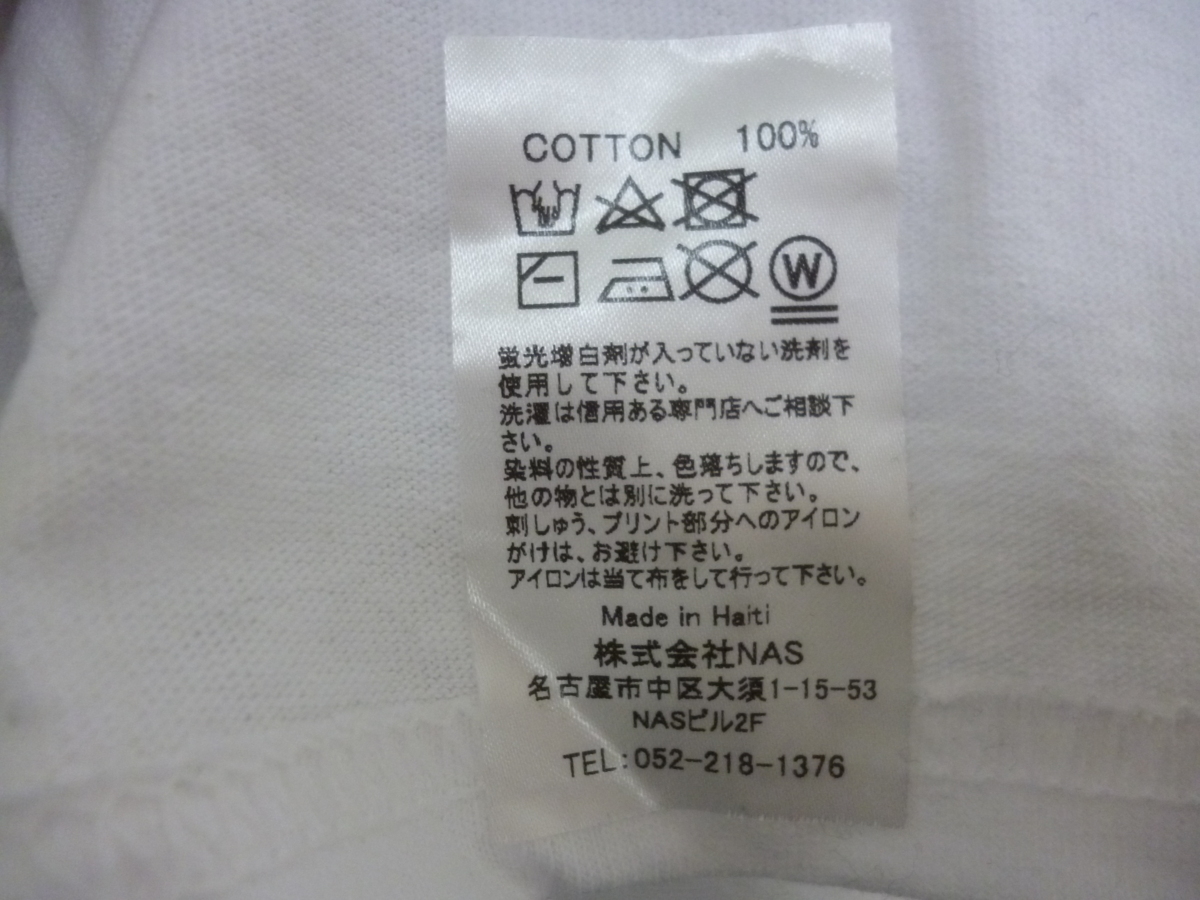 COTTON 100%
W
蛍光増白剤が入っていない洗剤を
使用して下さい。
洗濯は信用ある専門店へご相談下
さい。
染料の性質上、色落ちしますので、
他の物とは別に洗って下さい。
刺しゅう、プリント部分へのアイロン
がけは、お避け下さい。
アイロンは当て布をして行って下さい。
Made in Haiti
株式会社NAS
名古屋市中区大須1-15-53
NASビル2F
TEL:052-218-1376